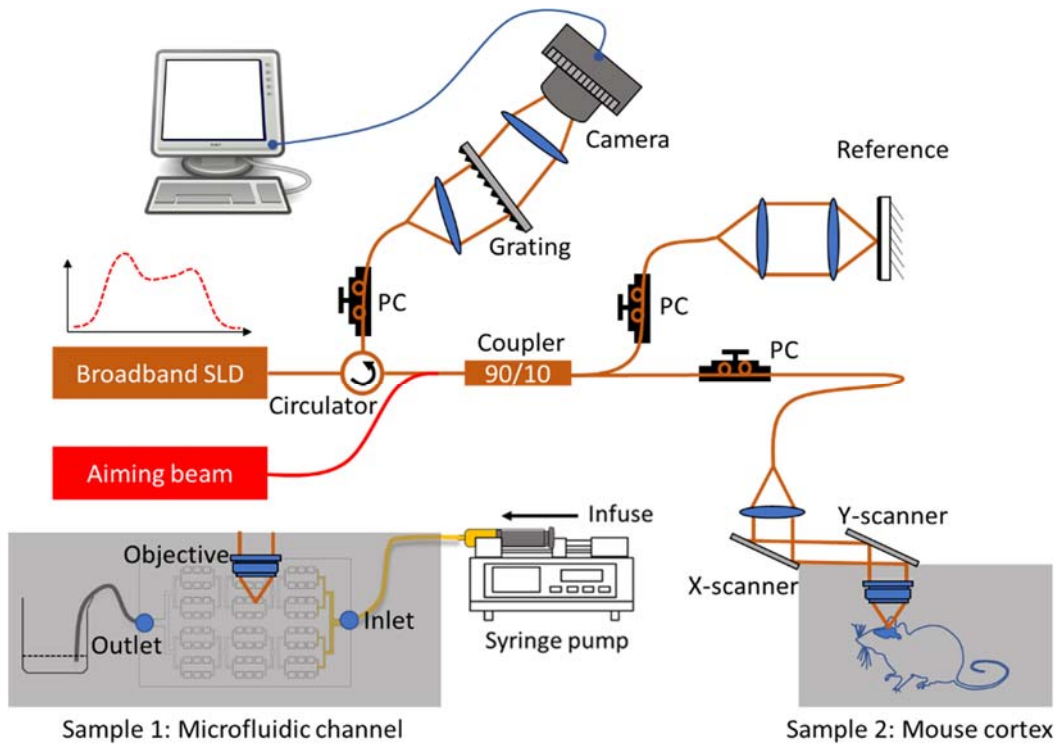 Camera
Reference
Grating
PC
PC
Coupler
PC
Broadband SLD
90/10
Circulator
Aiming beam
Infuse
Y-scanner
Objective
X-scanner
Inlet
Outlet
Syringe pump
Sample 1: Microfluidic channel
Sample 2: Mouse cortex